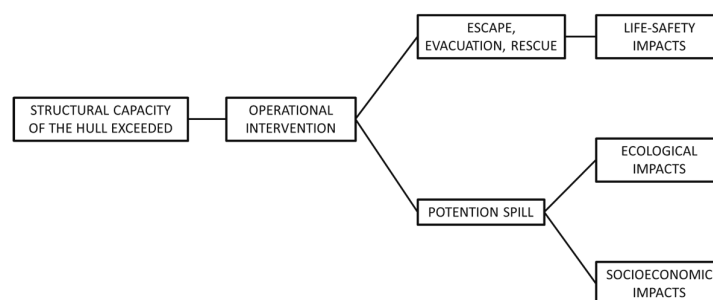 STRUCTURAL CAPACITY
OF THE HULL EXCEEDED
OPERATIONAL
INTERVENTION
ESCAPE,
EVACUATION, RESCUE
LIFE-SAFETY
IMPACTS
POTENTION SPILL
ECOLOGICAL
IMPACTS
SOCIOECONOMIC
IMPACTS